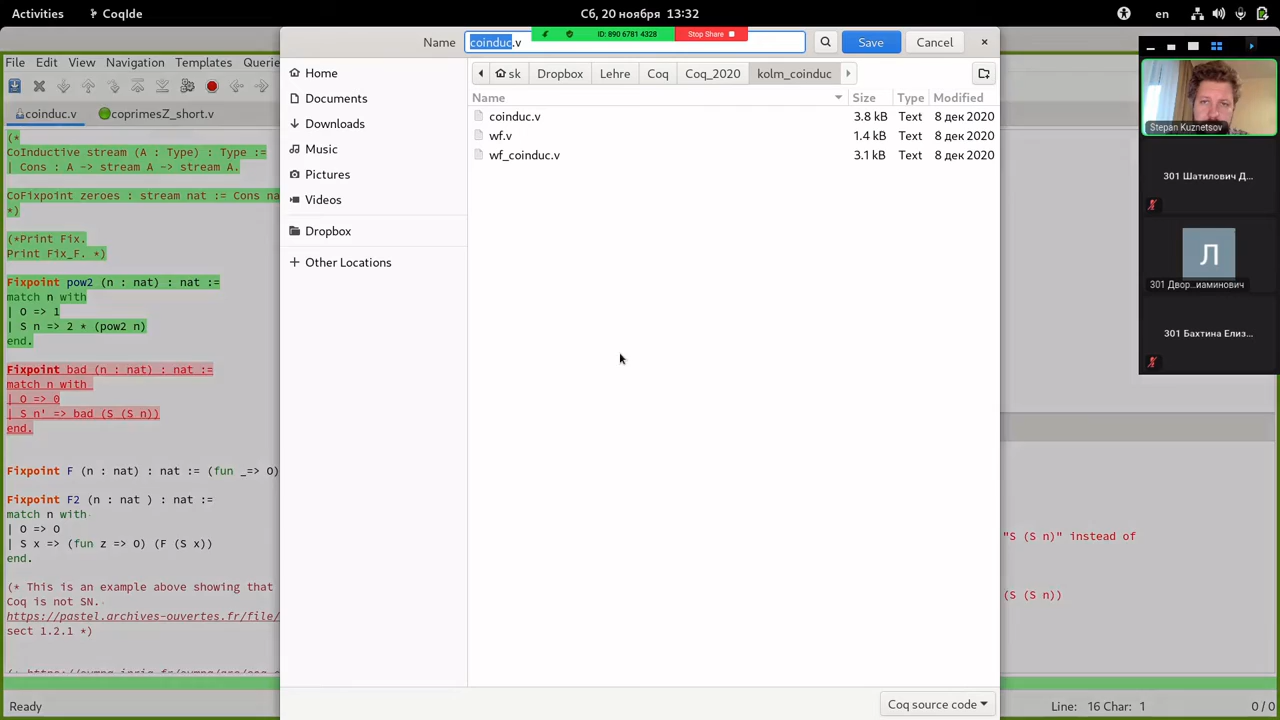 Activities CoqIde Сб, 20 ноября 13:32 en
Name coinduc.v ID: 890 6781 4328 Stop Share Save Cancel
File Edit View Navigation Templates Queries
Home sk Dropbox Lehre Coq Coq_2020 kolm_coinduc
Documents
Downloads
Music
Pictures
Videos
Dropbox
Other Locations
Name Size Type Modified
coinduc.v 3.8 kB Text 8 дек 2020
wf.v 1.4 kB Text 8 дек 2020
wf_coinduc.v 3.1 kB Text 8 дек 2020
Coq source code
coinduc.v coprimesZ_short.v
(*
CoInductive stream (A : Type) : Type :=
| Cons : A -> stream A -> stream A.
CoFixpoint zeroes : stream nat := Cons na
*)
(*Print Fix.
Print Fix_F. *)
Fixpoint pow2 (n : nat) : nat :=
match n with
| O => 1
| S n => 2 * (pow2 n)
end.
Fixpoint bad (n : nat) : nat :=
match n with
| O => 0
| S n' => bad (S (S n))
end.
Fixpoint F (n : nat) : nat := (fun _=> O)
Fixpoint F2 (n : nat ) : nat :=
match n with
| O => O
| S x => (fun z => O) (F (S x))
end.
(* This is an example above showing that
Coq is not SN.
https://pastel.archives-ouvertes.fr/file/
sect 1.2.1 *)
"S (S n)" instead of
(S (S n))
Stepan Kuznetsov
301 Шатилович Д...
Л
301 Двор...иаминович
301 Бахтина Елиз...
Ready Line: 16 Char: 1 0 / 0